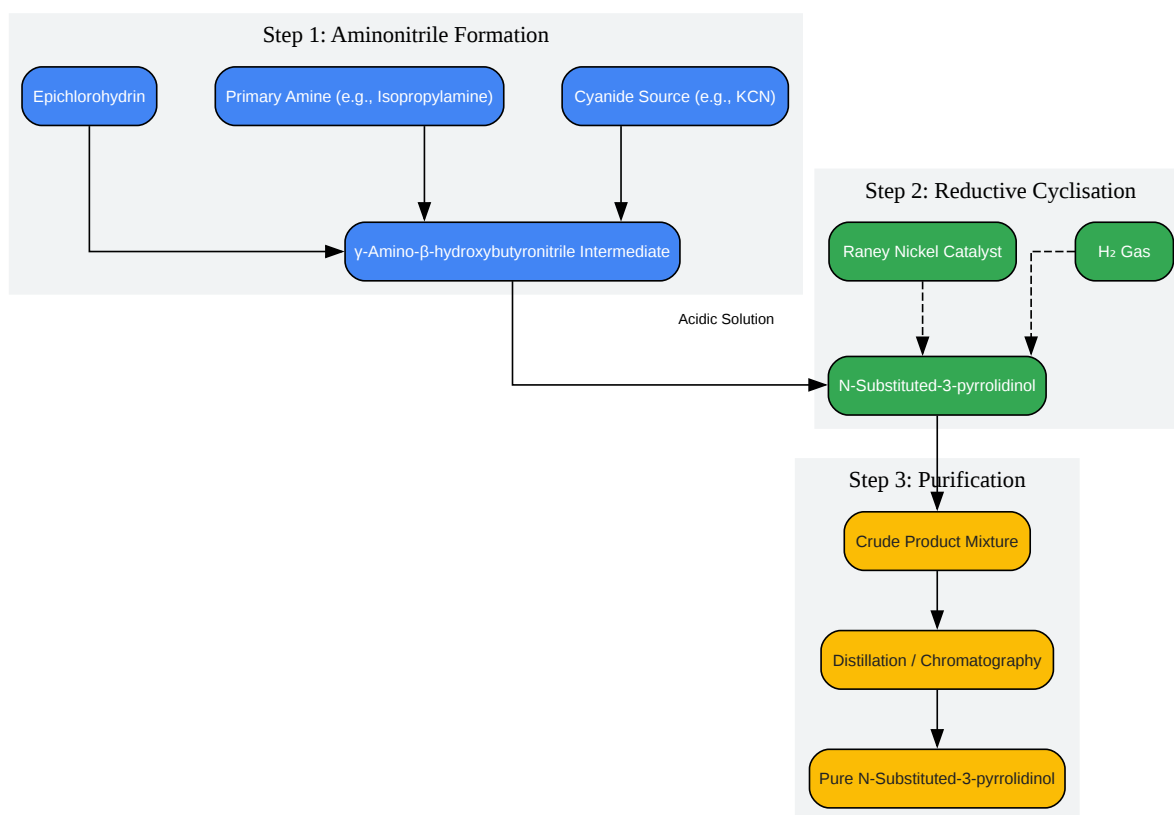 Step 1: Aminonitrile Formation
Epichlorohydrin
Primary Amine (e.g., Isopropylamine)
Cyanide Source (e.g., KCN)
γ-Amino-β-hydroxybutyronitrile Intermediate
Acidic Solution
Step 2: Reductive Cyclisation
Raney Nickel Catalyst
H₂ Gas
N-Substituted-3-pyrrolidinol
Step 3: Purification
Crude Product Mixture
Distillation / Chromatography
Pure N-Substituted-3-pyrrolidinol